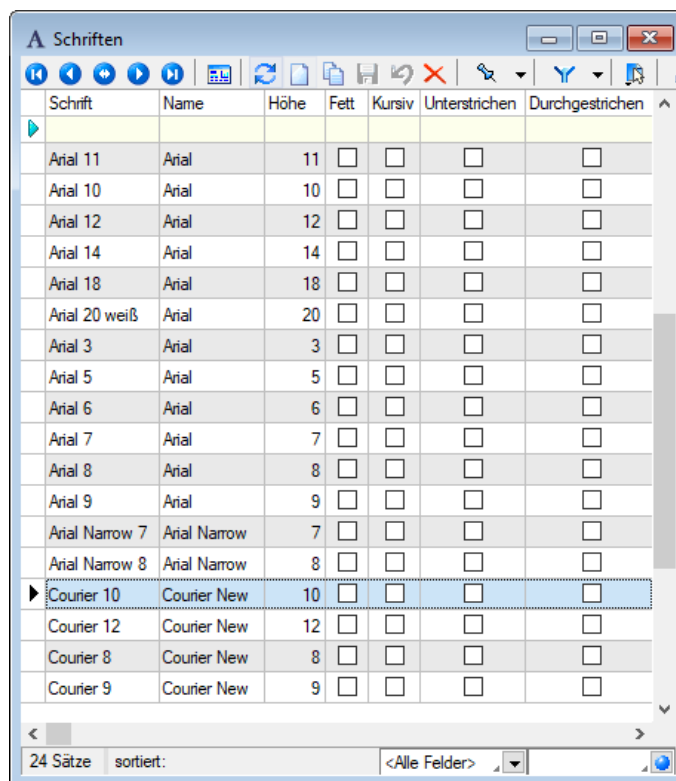 A Schriften
Schrift Name Höhe Fett Kursiv Unterstrichen Durchgestrichen
Arial 11 Arial 11
Arial 10 Arial 10
Arial 12 Arial 12
Arial 14 Arial 14
Arial 18 Arial 18
Arial 20 weiß Arial 20
Arial 3 Arial 3
Arial 5 Arial 5
Arial 6 Arial 6
Arial 7 Arial 7
Arial 8 Arial 8
Arial 9 Arial 9
Arial Narrow 7 Arial Narrow 7
Arial Narrow 8 Arial Narrow 8
Courier 10 Courier New 10
Courier 12 Courier New 12
Courier 8 Courier New 8
Courier 9 Courier New 9
24 Sätze sortiert: <Alle Felder>